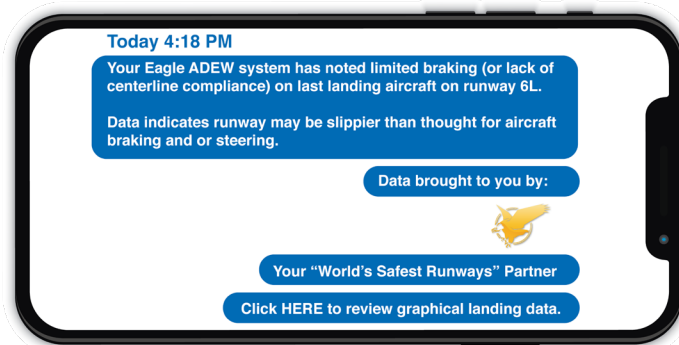 Today 4:18 PM
Your Eagle ADEW system has noted limited braking (or lack of
centerline compliance) on last landing aircraft on runway 6L.
Data indicates runway may be slippier than thought for aircraft
braking and or steering.
Data brought to you by:
Your “World’s Safest Runways” Partner
Click HERE to review graphical landing data.